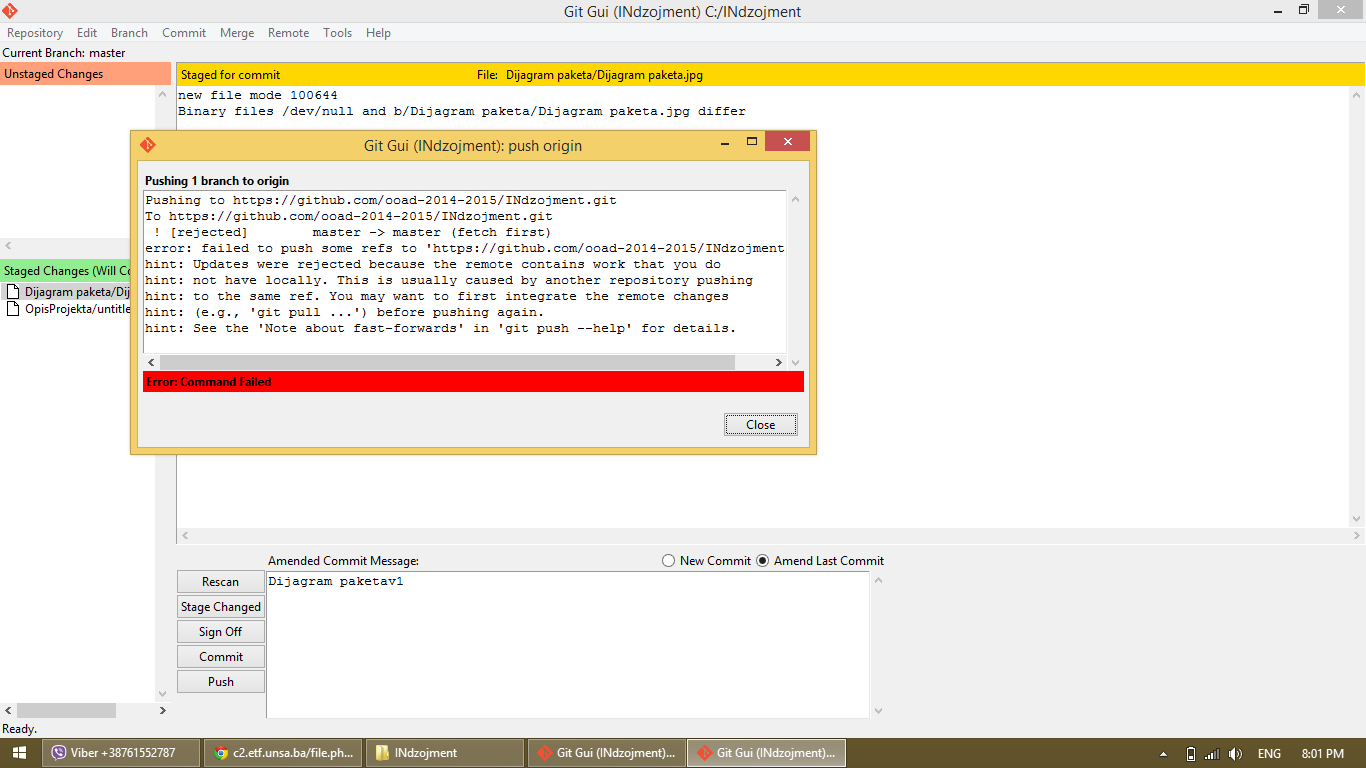 Git Gui (INdzojment) C:/INdzojment
Repository Edit Branch Commit Merge Remote Tools Help
Current Branch: master
Unstaged Changes
Staged for commit File: Dijagram paketa/Dijagram paketa.jpg
new file mode 100644
Binary files /dev/null and b/Dijagram paketa/Dijagram paketa.jpg differ
Git Gui (INdzojment): push origin
Pushing 1 branch to origin
Pushing to https://github.com/ooad-2014-2015/INdzojment.git
To https://github.com/ooad-2014-2015/INdzojment.git
! [rejected] master -> master (fetch first)
error: failed to push some refs to 'https://github.com/ooad-2014-2015/INdzojment
hint: Updates were rejected because the remote contains work that you do
hint: not have locally. This is usually caused by another repository pushing
hint: to the same ref. You may want to first integrate the remote changes
hint: (e.g., 'git pull ...') before pushing again.
hint: See the 'Note about fast-forwards' in 'git push --help' for details.
Error: Command Failed
Close
Staged Changes (Will Co
Dijagram paketa/Dij
OpisProjekta/untitle
Amended Commit Message: New Commit Amend Last Commit
Dijagram paketav1
Rescan
Stage Changed
Sign Off
Commit
Push
Ready.
Viber +38761552787 c2.etf.unsa.ba/file.ph... INdzojment Git Gui (INdzojment)... Git Gui (INdzojment)... ENG 8:01 PM